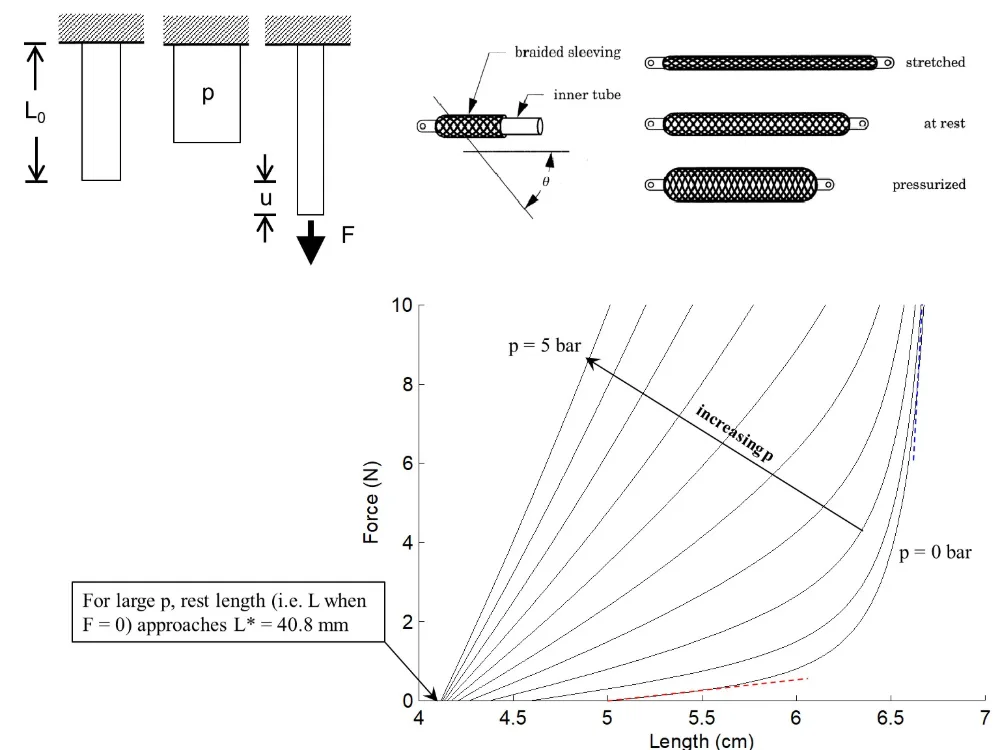 L₀
p
u
F
braided sleeving
inner tube
θ
stretched
at rest
pressurized
10
8
6
4
2
0
Force (N)
p = 5 bar
increasing p
p = 0 bar
For large p, rest length (i.e. L when
F = 0) approaches L* = 40.8 mm
4
4.5
5
5.5
6
6.5
7
Length (cm)